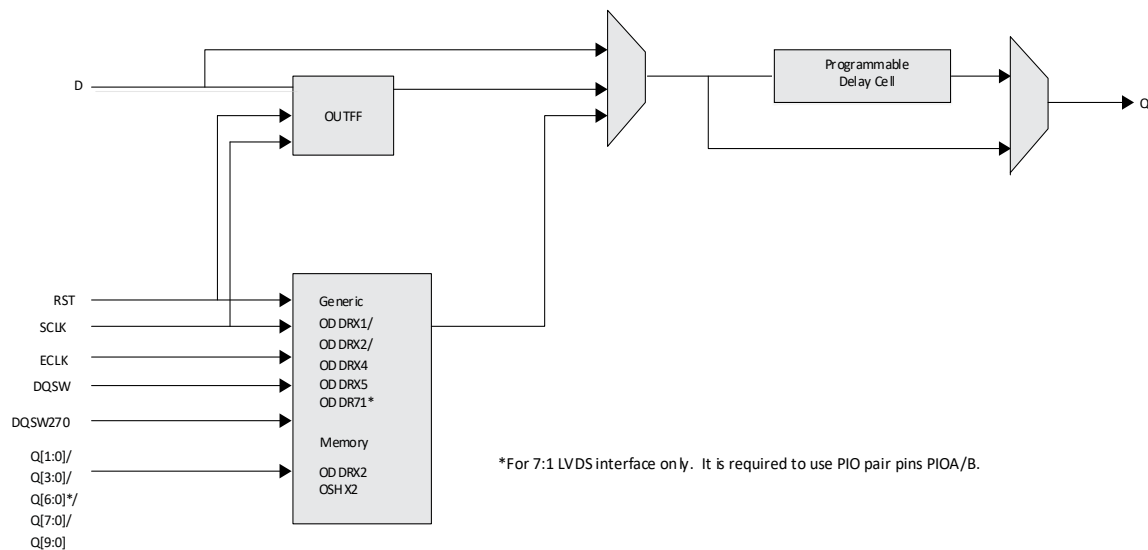 D
OUTFF
Programmable
Delay Cell
Q
RST
SCLK
ECLK
DQSW
DQSW270
Q[1:0]/
Q[3:0]/
Q[6:0]*/
Q[7:0]/
Q[9:0]
Generic
ODDRX1/
ODDRX2/
ODDRX4
ODDRX5
ODDR71*
Memory
ODDRX2
OSHX2
*For 7:1 LVDS interface only. It is required to use PIO pair pins PIOA/B.